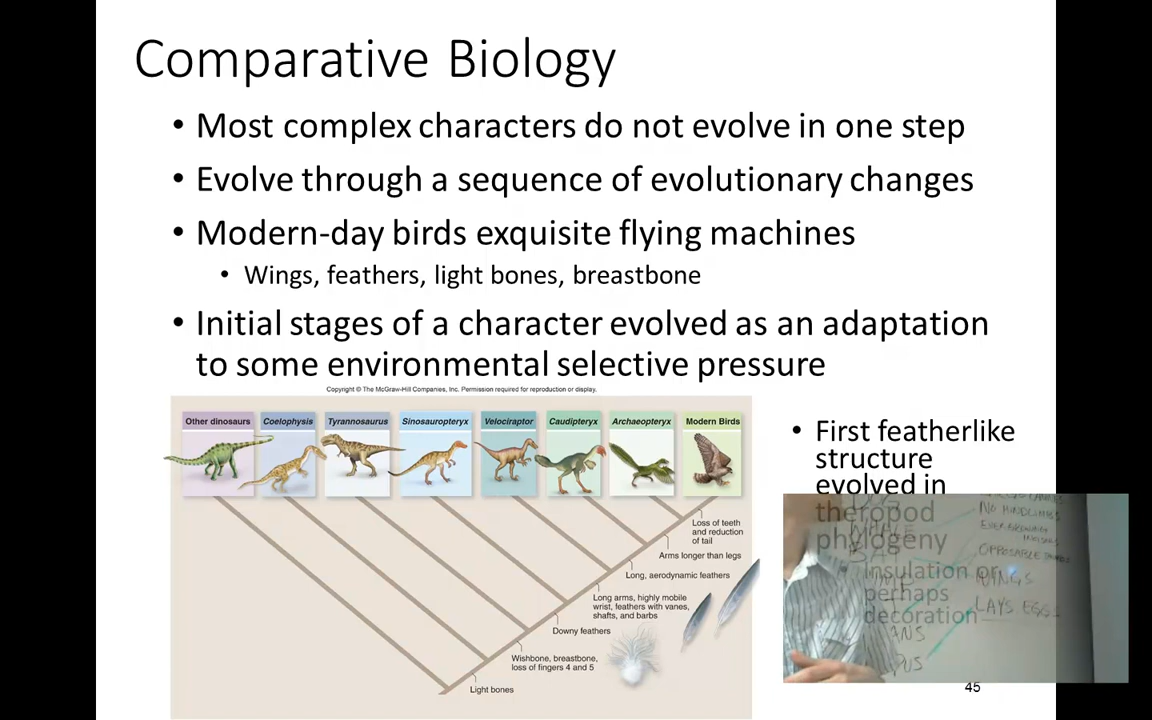 Comparative Biology
• Most complex characters do not evolve in one step
• Evolve through a sequence of evolutionary changes
• Modern-day birds exquisite flying machines
• Wings, feathers, light bones, breastbone
• Initial stages of a character evolved as an adaptation
to some environmental selective pressure
Copyright © The McGraw-Hill Companies, Inc. Permission required for reproduction or display.
Other dinosaurs
Coelophysis
Tyrannosaurus
Sinosauropteryx
Velociraptor
Caudipteryx
Archaeopteryx
Modern Birds
Loss of teeth
and reduction
of tail
Arms longer than legs
Long, aerodynamic feathers
Long arms, highly mobile
wrist, feathers with vanes,
shafts, and barbs
Downy feathers
Wishbone, breastbone,
loss of fingers 4 and 5
Light bones
• First featherlike
structure
evolved in
theropod
phylogeny
insulation or
perhaps
decoration
NO HINDLIMBS
EVERGROWING
INCISORS
OPPOSABLE
WINGS
LAYS EGGS
45